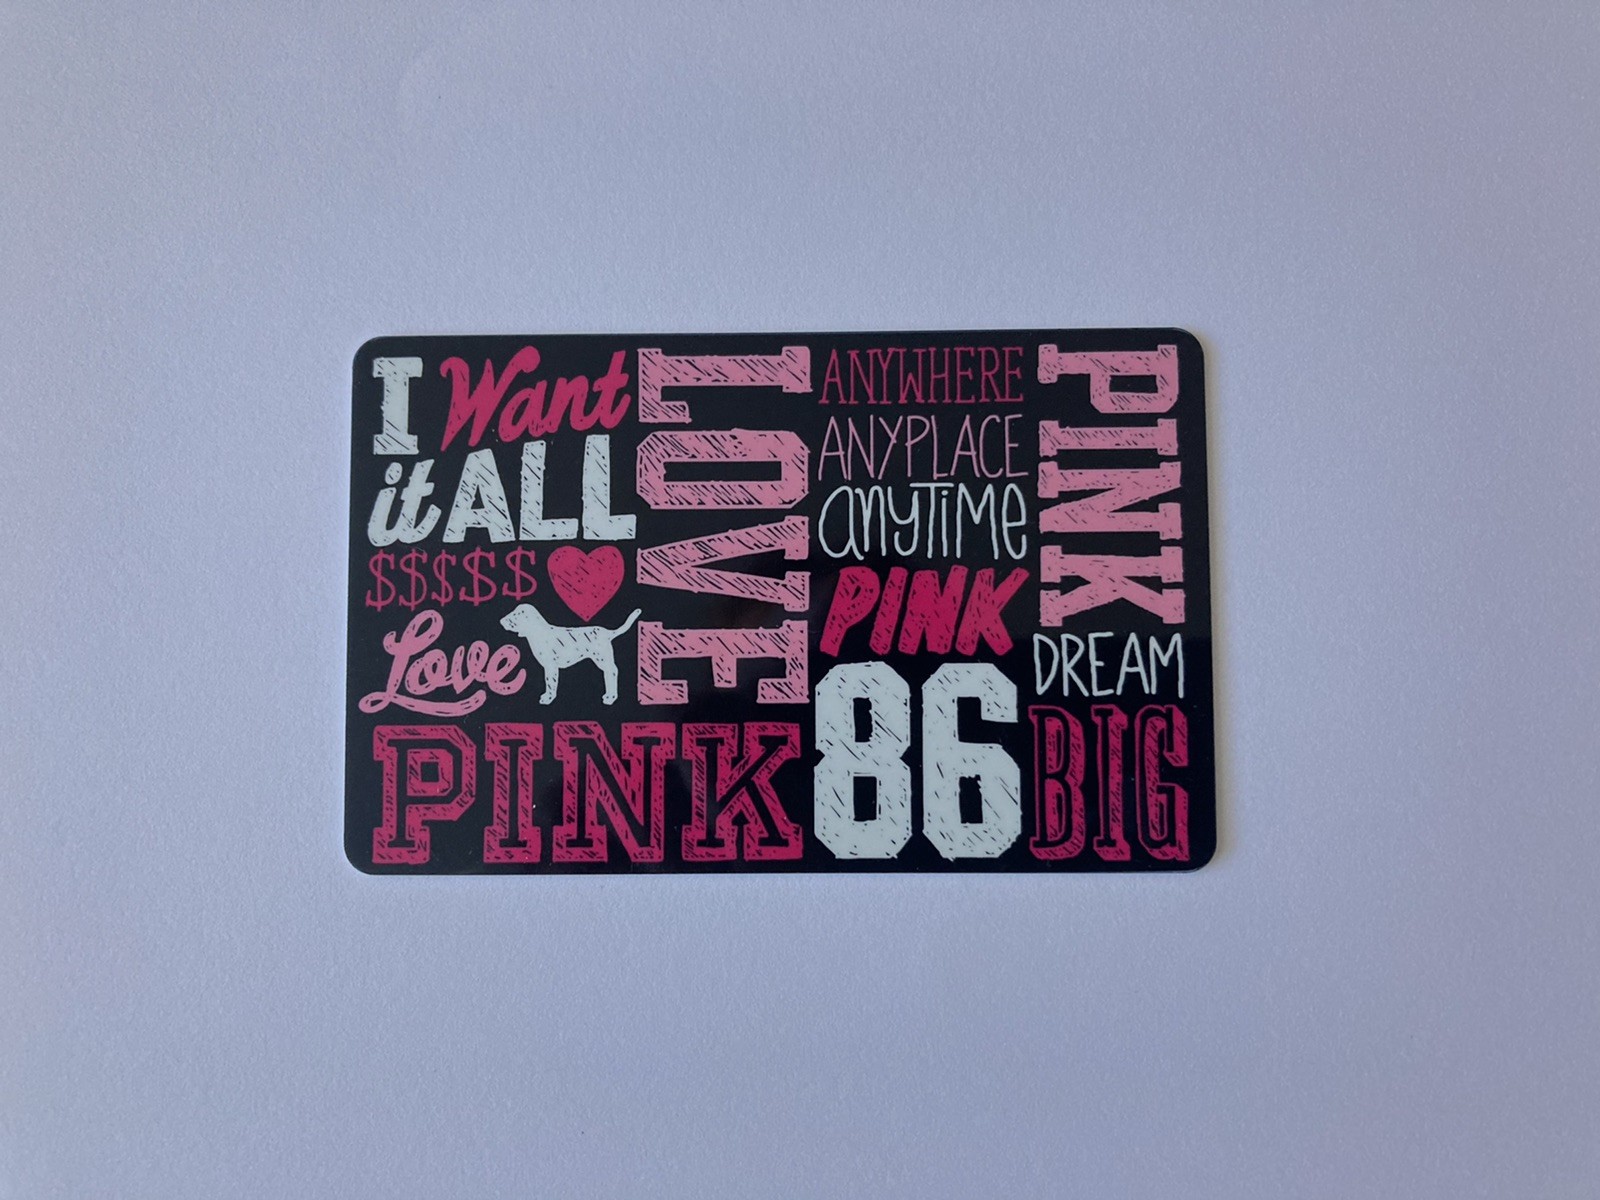 I Want
it ALL
$$$$$
Love
PINK
LOVE
ANYWHERE
ANYPLACE
anyTIME
PINK
86
PINK
DREAM
BIG